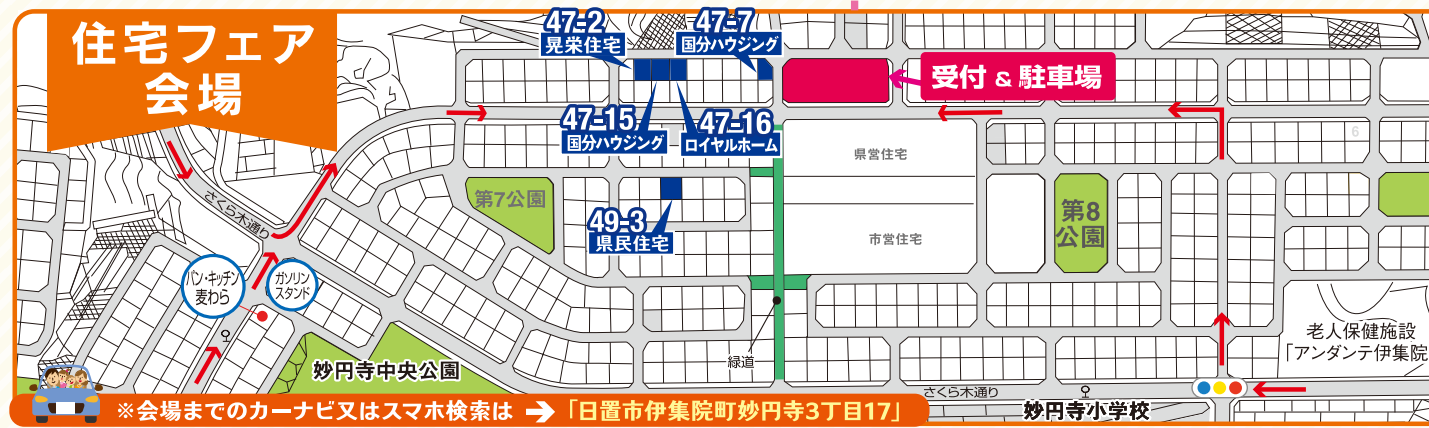 住宅フェア
会場
47-2
晃栄住宅
47-7
国分ハウジング
受付 & 駐車場
47-15
国分ハウジング
47-16
ロイヤルホーム
県営住宅
6
第7公園
さくら木通り
49-3
県民住宅
第8
公園
市営住宅
パン・キッチン
麦わら
ガソリン
スタンド
老人保健施設
「アンダンテ伊集院
緑道
妙円寺中央公園
さくら木通り
妙円寺小学校
※会場までのカーナビ又はスマホ検索は → 「日置市伊集院町妙円寺3丁目17」